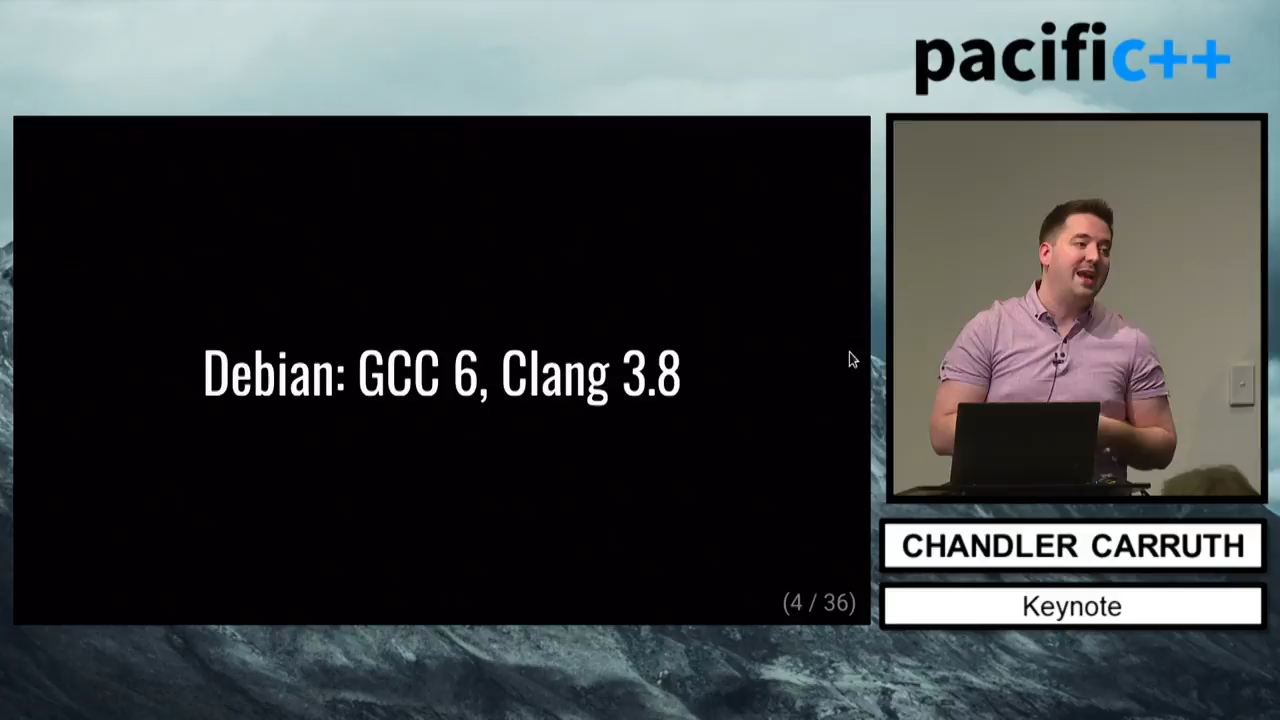 pacific++
Debian: GCC 6, Clang 3.8
(4 / 36)
CHANDLER CARRUTH
Keynote